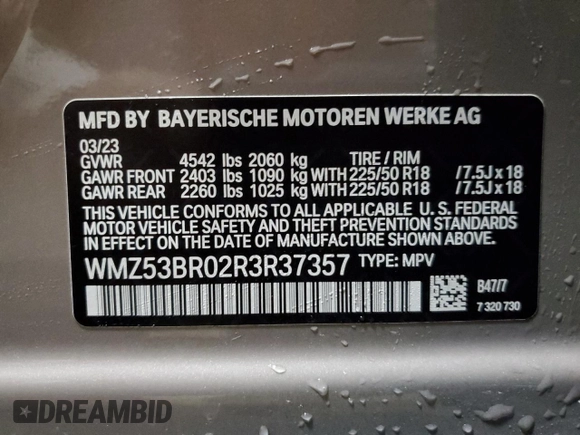 MFD BY BAYERISCHE MOTOREN WERKE AG
03/23
GVWR 4542 lbs 2060 kg TIRE / RIM
GAWR FRONT 2403 lbs 1090 kg WITH 225/50 R18 /7.5J x 18
GAWR REAR 2260 lbs 1025 kg WITH 225/50 R18 /7.5J x 18
THIS VEHICLE CONFORMS TO ALL APPLICABLE U. S. FEDERAL
MOTOR VEHICLE SAFETY AND THEFT PREVENTION STANDARDS
IN EFFECT ON THE DATE OF MANUFACTURE SHOWN ABOVE.
WMZ53BR02R3R37357 TYPE: MPV
B47/7
7 320 730
DREAMBID